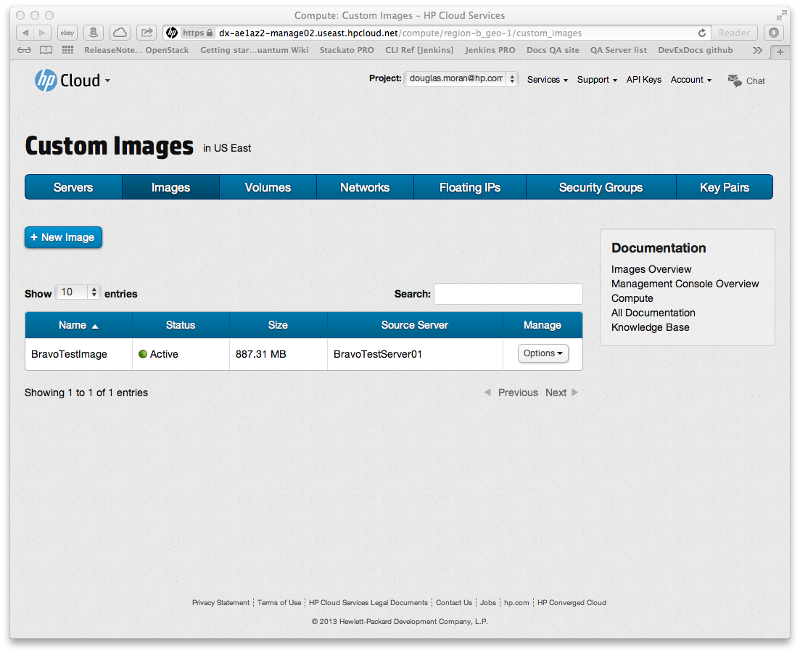 Compute: Custom Images – HP Cloud Services
ebay https dx-ae1az2-manage02.useast.hpcloud.net/compute/region-b_geo-1/custom_images Reader
ReleaseNote... OpenStack Getting star...uantum Wiki Stackato PRO CLI Ref [Jenkins] Jenkins PRO Docs QA site QA Server list DevExDocs github
hp Cloud Project: douglas.moran@hp.com Services Support API Keys Account Chat
Custom Images in US East
Servers Images Volumes Networks Floating IPs Security Groups Key Pairs
+ New Image
Show 10 entries Search:
Name Status Size Source Server Manage
BravoTestImage Active 887.31 MB BravoTestServer01 Options
Showing 1 to 1 of 1 entries Previous Next
Documentation
Images Overview
Management Console Overview
Compute
All Documentation
Knowledge Base
Privacy Statement Terms of Use HP Cloud Services Legal Documents Contact Us Jobs hp.com HP Converged Cloud
© 2013 Hewlett-Packard Development Company, L.P.